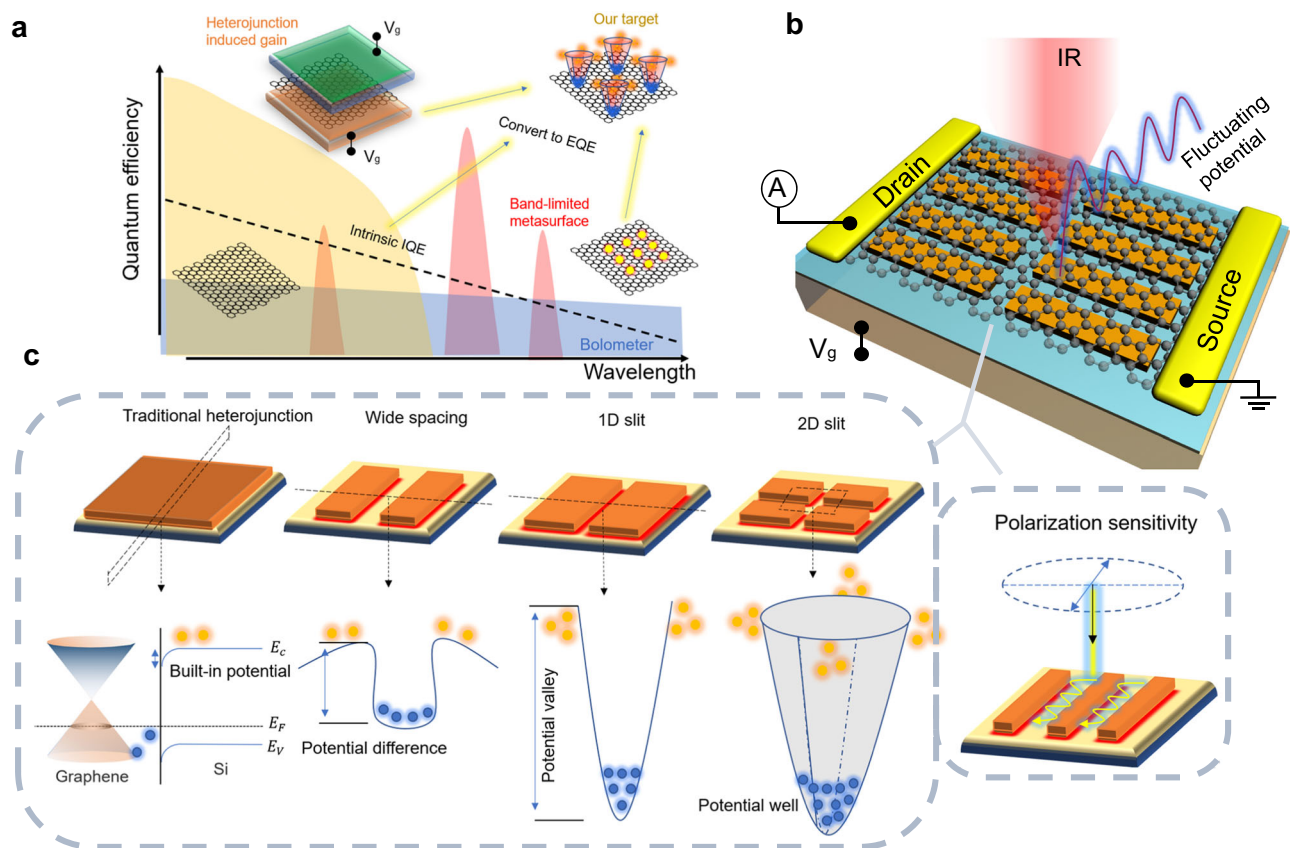 a
Heterojunction
induced gain
Vg
Vg
Our target
Quantum efficiency
Convert to EQE
Intrinsic IQE
Band-limited
metasurface
Bolometer
Wavelength
b
IR
Fluctuating
potential
A
Drain
Source
Vg
c
Traditional heterojunction
Wide spacing
1D slit
2D slit
Built-in potential
Ec
EF
EV
Graphene
Si
Potential difference
Potential valley
Potential well
Polarization sensitivity